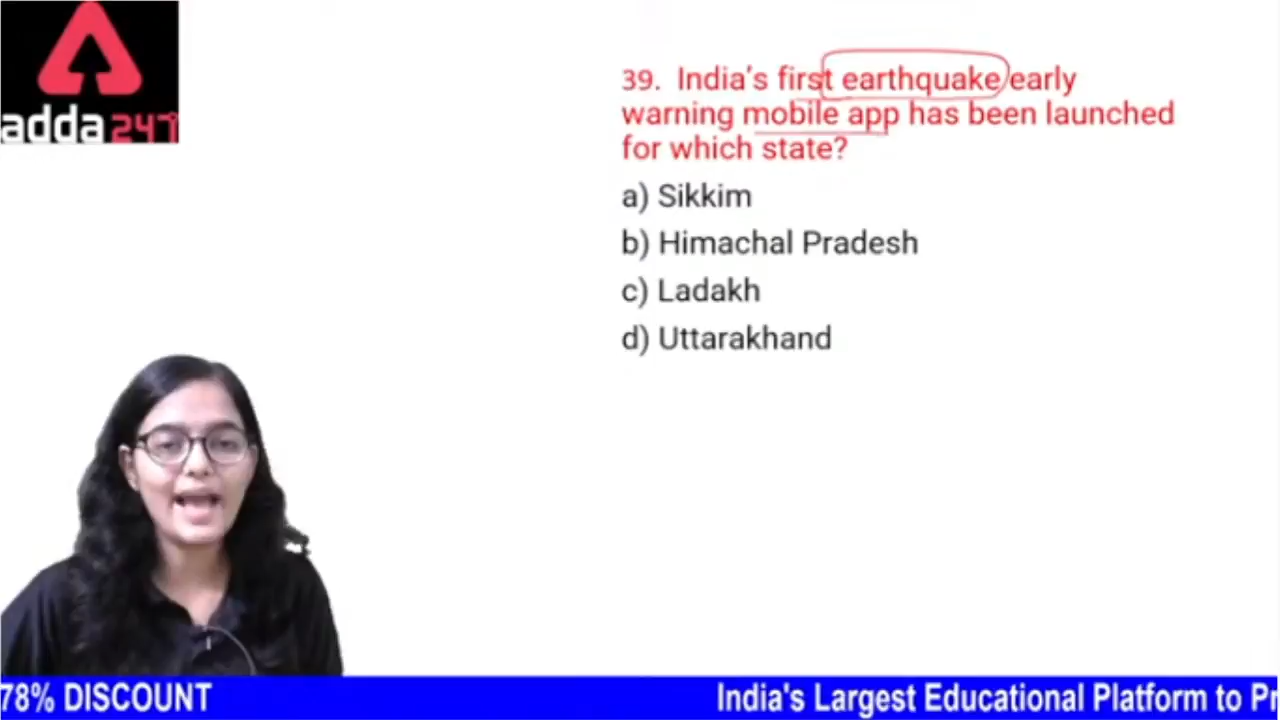 adda247
39. India's first earthquake early
warning mobile app has been launched
for which state?
a) Sikkim
b) Himachal Pradesh
c) Ladakh
d) Uttarakhand
78% DISCOUNT
India's Largest Educational Platform to Pr